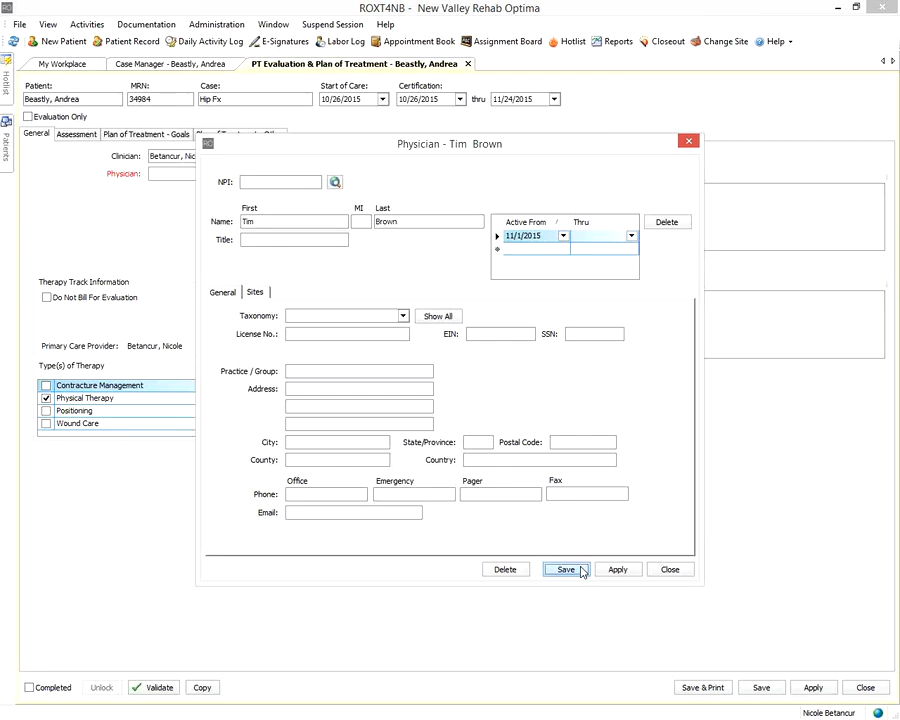 ROXT4NB - New Valley Rehab Optima
File View Activities Documentation Administration Window Suspend Session Help
New Patient Patient Record Daily Activity Log E-Signatures Labor Log Appointment Book Assignment Board Hotlist Reports Closeout Change Site Help
My Workplace Case Manager - Beastly, Andrea PT Evaluation & Plan of Treatment - Beastly, Andrea
Hotlist
Patients
Patient: MRN: Case: Start of Care: Certification:
Beastly, Andrea 34984 Hip Fx 10/26/2015 10/26/2015 thru 11/24/2015
Evaluation Only
General Assessment Plan of Treatment - Goals
Clinician: Betancur, Nic
Physician:
Therapy Track Information
Do Not Bill For Evaluation
Primary Care Provider: Betancur, Nicole
Type(s) of Therapy
Contracture Management
Physical Therapy
Positioning
Wound Care
Physician - Tim Brown
NPI:
First MI Last
Name: Tim Brown
Title:
Active From / Thru Delete
11/1/2015
General Sites
Taxonomy: Show All
License No.: EIN: SSN:
Practice / Group:
Address:
City: State/Province: Postal Code:
County: Country:
Office Emergency Pager Fax
Phone:
Email:
Delete Save Apply Close
Completed Unlock Validate Copy Save & Print Save Apply Close
Nicole Betancur